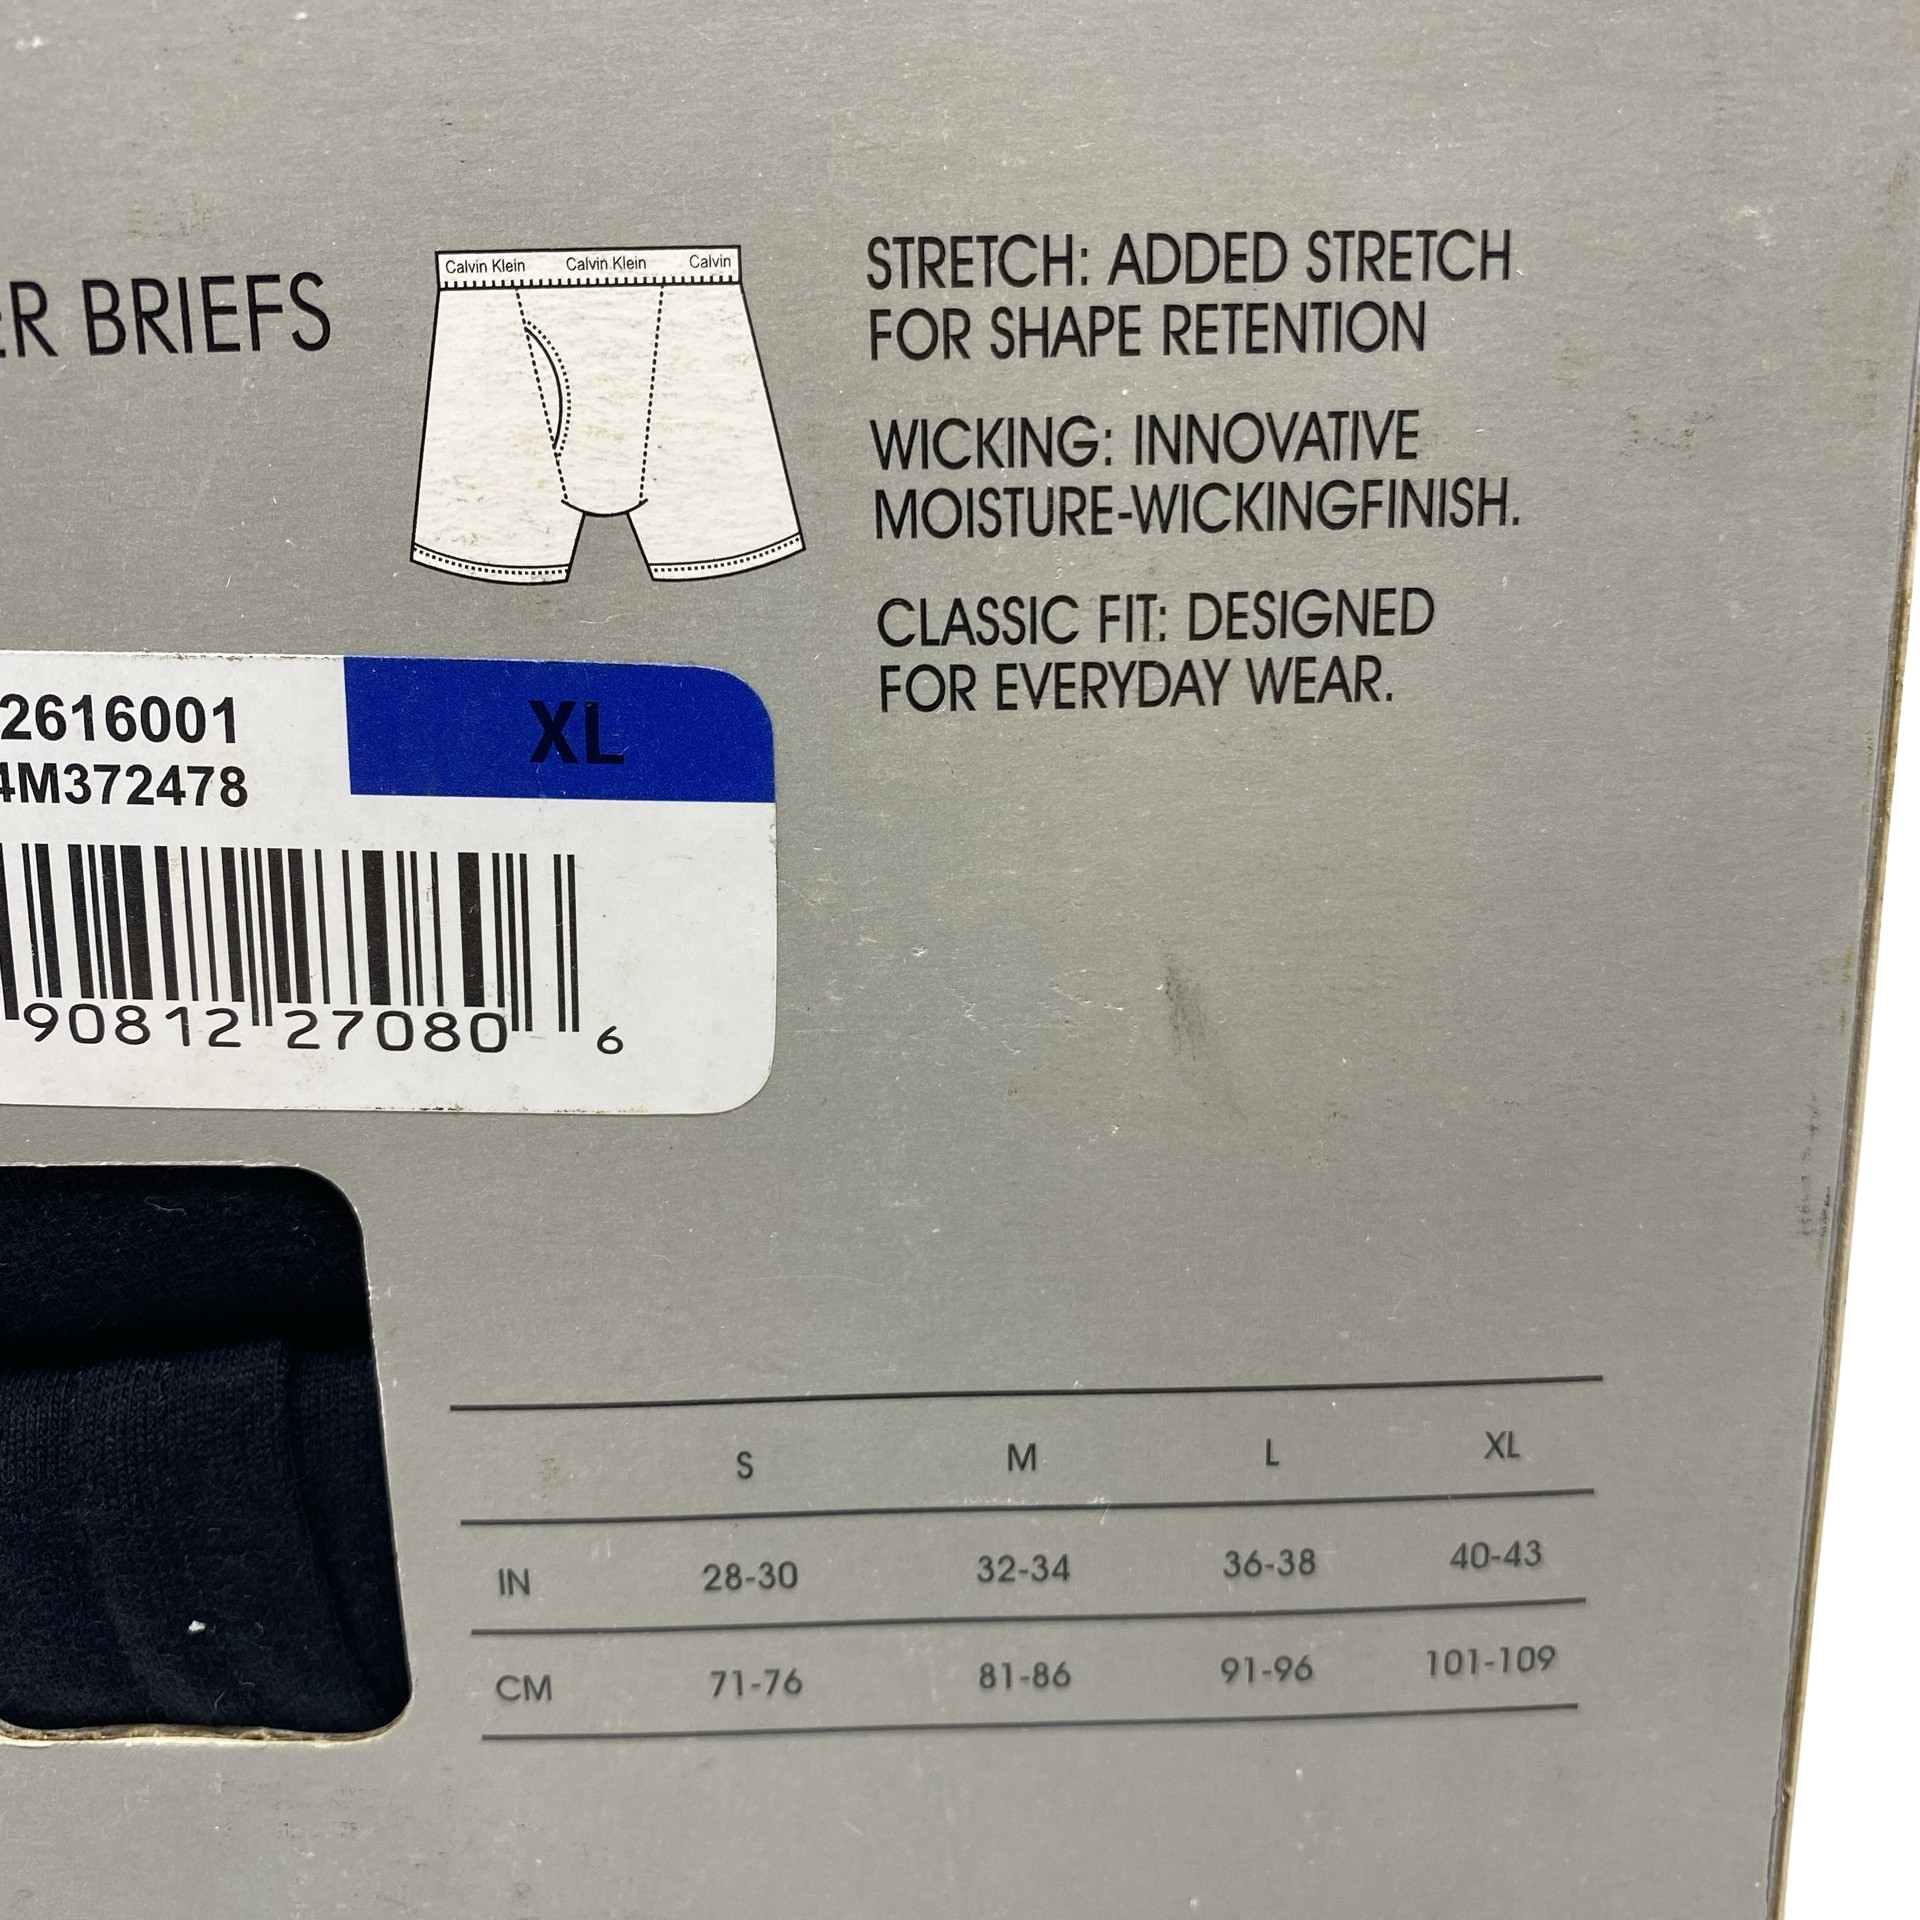 BRIEFS
Calvin Klein Calvin Klein Calvin
STRETCH: ADDED STRETCH
FOR SHAPE RETENTION
WICKING: INNOVATIVE
MOISTURE-WICKINGFINISH.
CLASSIC FIT: DESIGNED
FOR EVERYDAY WEAR.
2616001
4M372478
XL
90812 27080 6
S M L XL
IN 28-30 32-34 36-38 40-43
CM 71-76 81-86 91-96 101-109